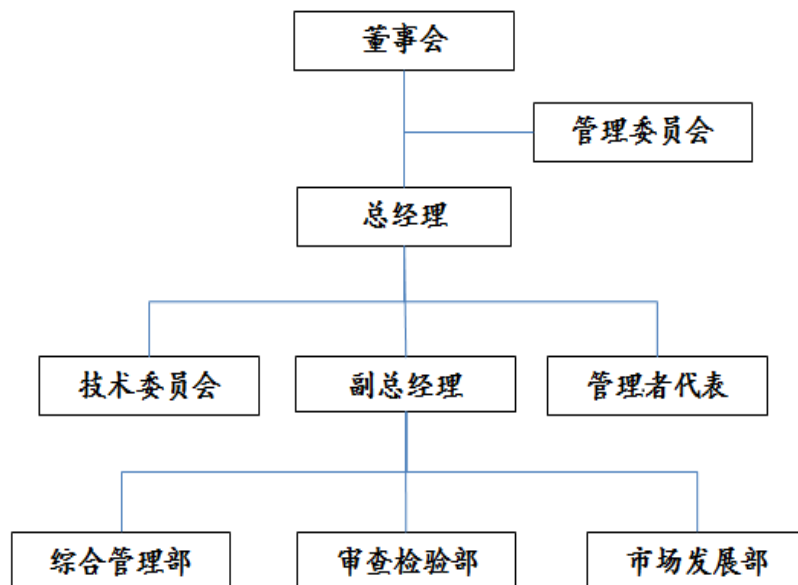 董事会
管理委员会
总经理
技术委员会
副总经理
管理者代表
综合管理部
审查检验部
市场发展部